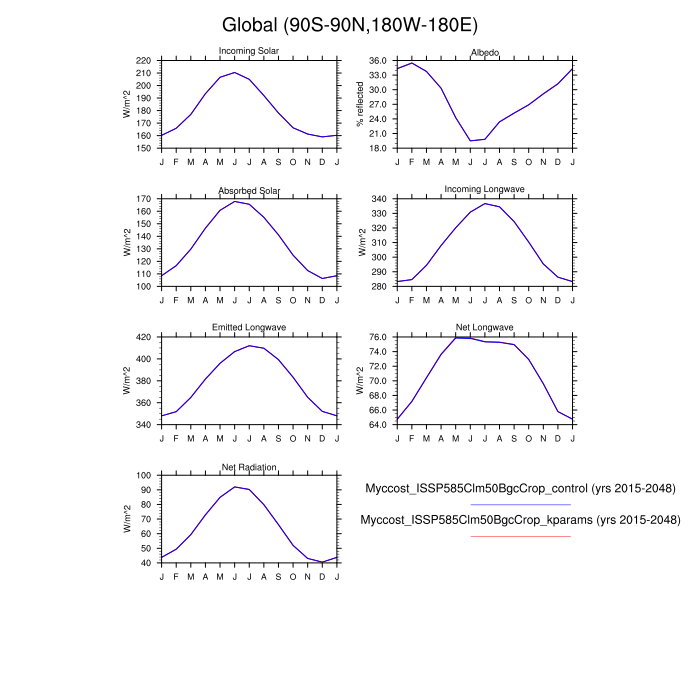 Global (90S-90N,180W-180E)
Incoming Solar
W/m^2
220
210
200
190
180
170
160
150
J F M A M J J A S O N D J
Albedo
% reflected
36.0
33.0
30.0
27.0
24.0
21.0
18.0
J F M A M J J A S O N D J
Absorbed Solar
W/m^2
170
160
150
140
130
120
110
100
J F M A M J J A S O N D J
Incoming Longwave
W/m^2
340
330
320
310
300
290
280
J F M A M J J A S O N D J
Emitted Longwave
W/m^2
420
400
380
360
340
J F M A M J J A S O N D J
Net Longwave
W/m^2
76.0
74.0
72.0
70.0
68.0
66.0
64.0
J F M A M J J A S O N D J
Net Radiation
W/m^2
100
90
80
70
60
50
40
J F M A M J J A S O N D J
Myccost_ISSP585Clm50BgcCrop_control (yrs 2015-2048)
Myccost_ISSP585Clm50BgcCrop_kparams (yrs 2015-2048)